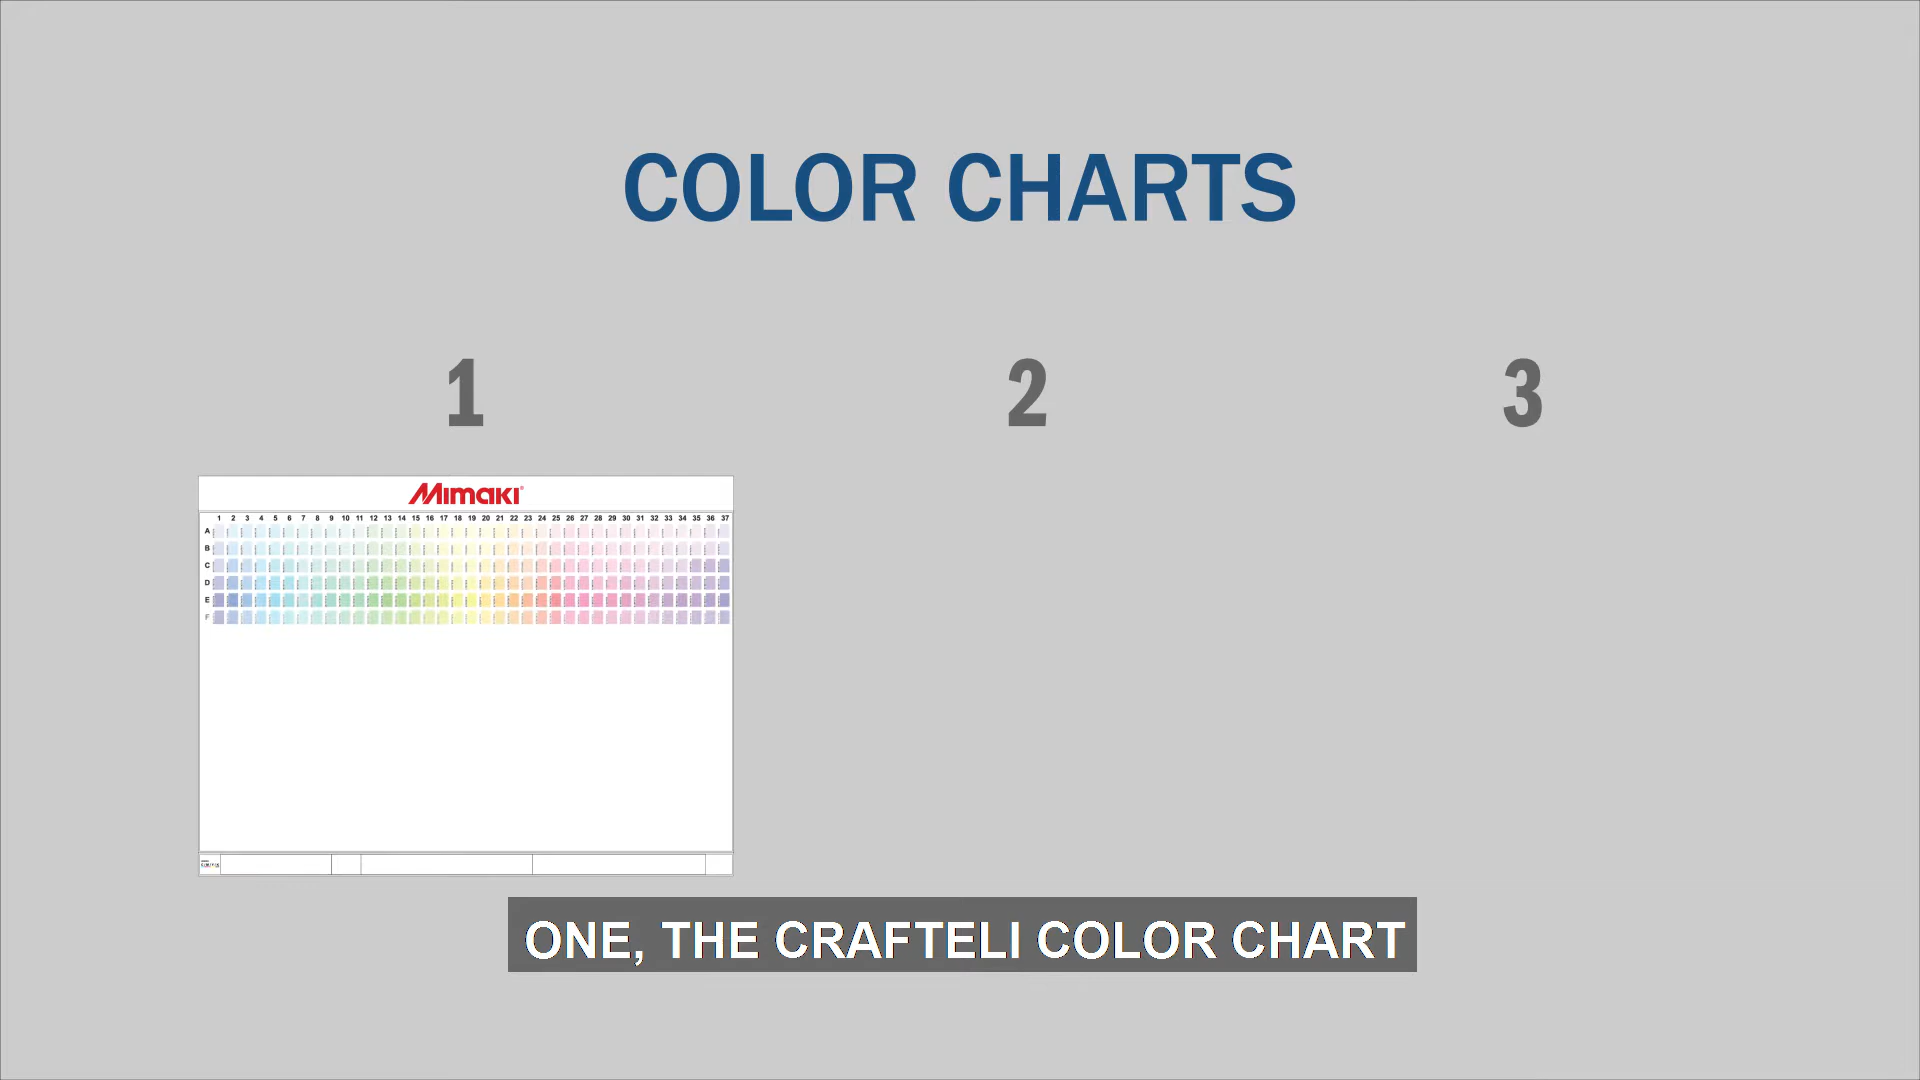 COLOR CHARTS
1 2 3
Mimaki
1 2 3 4 5 6 7 8 9 10 11 12 13 14 15 16 17 18 19 20 21 22 23 24 25 26 27 28 29 30 31 32 33 34 35 36 37
A
B
C
D
E
F
ONE, THE CRAFTELI COLOR CHART